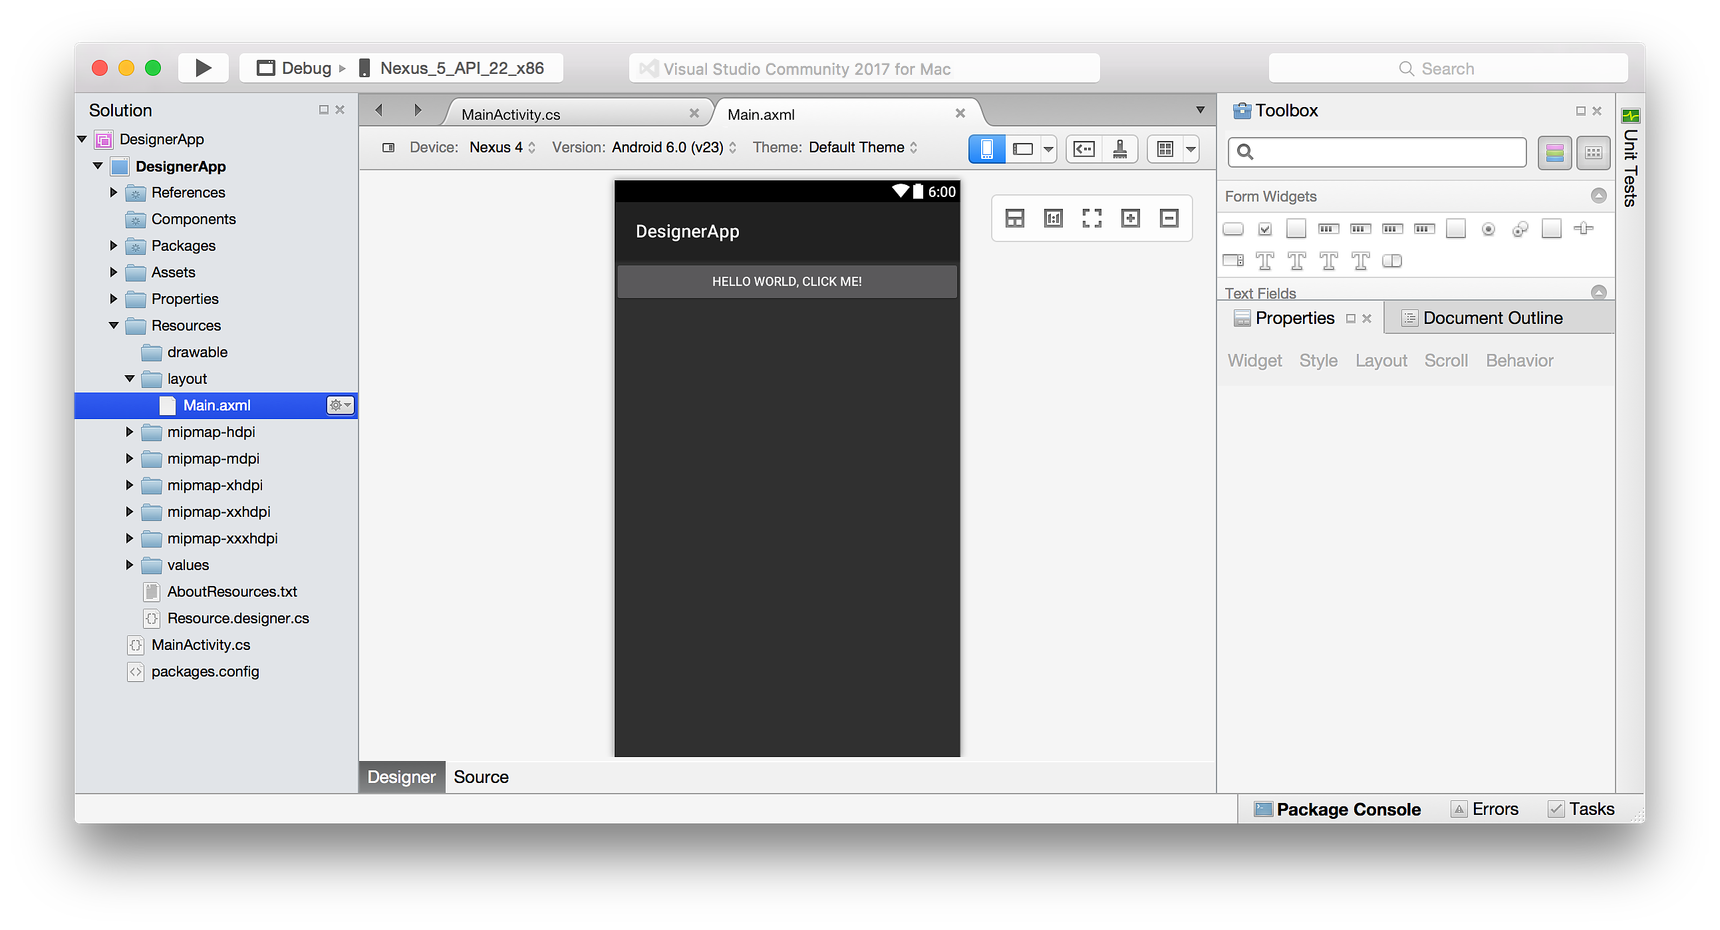 Debug Nexus_5_API_22_x86 Visual Studio Community 2017 for Mac Search
Solution
DesignerApp
DesignerApp
References
Components
Packages
Assets
Properties
Resources
drawable
layout
Main.axml
mipmap-hdpi
mipmap-mdpi
mipmap-xhdpi
mipmap-xxhdpi
mipmap-xxxhdpi
values
AboutResources.txt
Resource.designer.cs
MainActivity.cs
packages.config
MainActivity.cs Main.axml
Device: Nexus 4 Version: Android 6.0 (v23) Theme: Default Theme
6:00
DesignerApp
HELLO WORLD, CLICK ME!
1:1
Designer Source
Toolbox
Form Widgets
Text Fields
Properties Document Outline
Widget Style Layout Scroll Behavior
Unit Tests
Package Console Errors Tasks